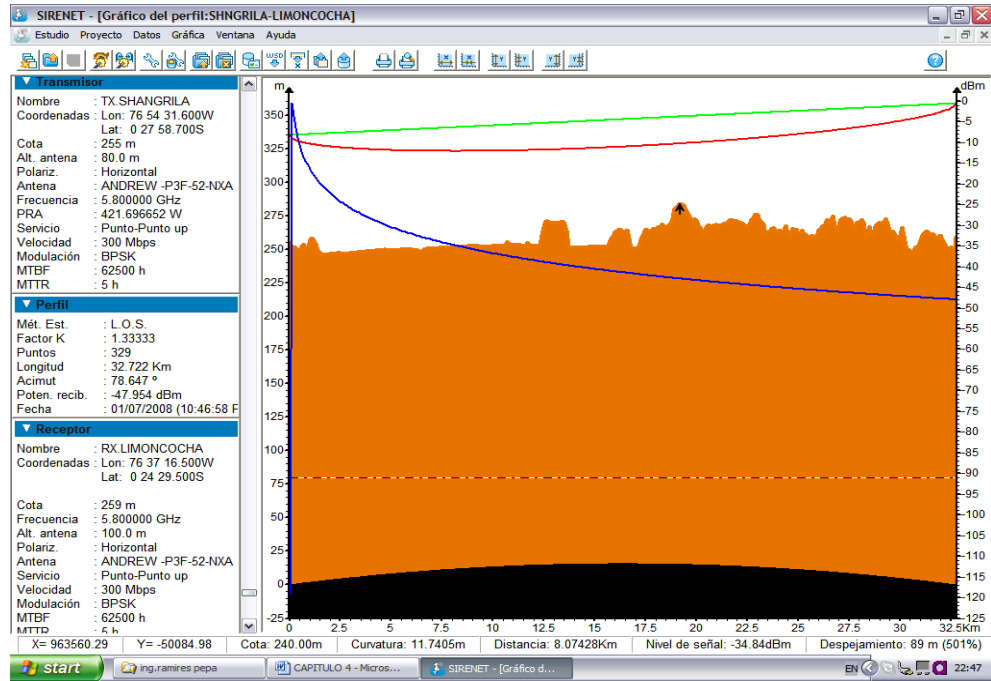 SIRENET - [Gráfico del perfil:SHNGRILA-LIMONCOCHA]
Estudio Proyecto Datos Gráfica Ventana Ayuda
Transmisor
Nombre : TX.SHANGRILA
Coordenadas : Lon: 76 54 31.600W
Lat: 0 27 58.700S
Cota : 255 m
Alt. antena : 80.0 m
Polariz. : Horizontal
Antena : ANDREW -P3F-52-NXA
Frecuencia : 5.800000 GHz
PRA : 421.696652 W
Servicio : Punto-Punto up
Velocidad : 300 Mbps
Modulación : BPSK
MTBF : 62500 h
MTTR : 5 h
Perfil
Mét. Est. : L.O.S.
Factor K : 1.33333
Puntos : 329
Longitud : 32.722 Km
Acimut : 78.647 º
Poten. recib. : -47.954 dBm
Fecha : 01/07/2008 (10:46:58 P
Receptor
Nombre : RX.LIMONCOCHA
Coordenadas : Lon: 76 37 16.500W
Lat: 0 24 29.500S
Cota : 259 m
Frecuencia : 5.800000 GHz
Alt. antena : 100.0 m
Polariz. : Horizontal
Antena : ANDREW -P3F-52-NXA
Servicio : Punto-Punto up
Velocidad : 300 Mbps
Modulación : BPSK
MTBF : 62500 h
MTTR : 5 h
m
350
325
300
275
250
225
200
175
150
125
100
75
50
25
0
-25
0 2.5 5 7.5 10 12.5 15 17.5 20 22.5 25 27.5 30 32.5Km
dBm
0
-5
-10
-15
-20
-25
-30
-35
-40
-45
-50
-55
-60
-65
-70
-75
-80
-85
-90
-95
-100
-105
-110
-115
-120
-125
X= 963560.29 Y= -50084.98 Cota: 240.00m Curvatura: 11.7405m Distancia: 8.07428Km Nivel de señal: -34.84dBm Despejamiento: 89 m (501%)
start ing.ramires pepa CAPITULO 4 - Micros... SIRENET - [Gráfico d... EN 22:47